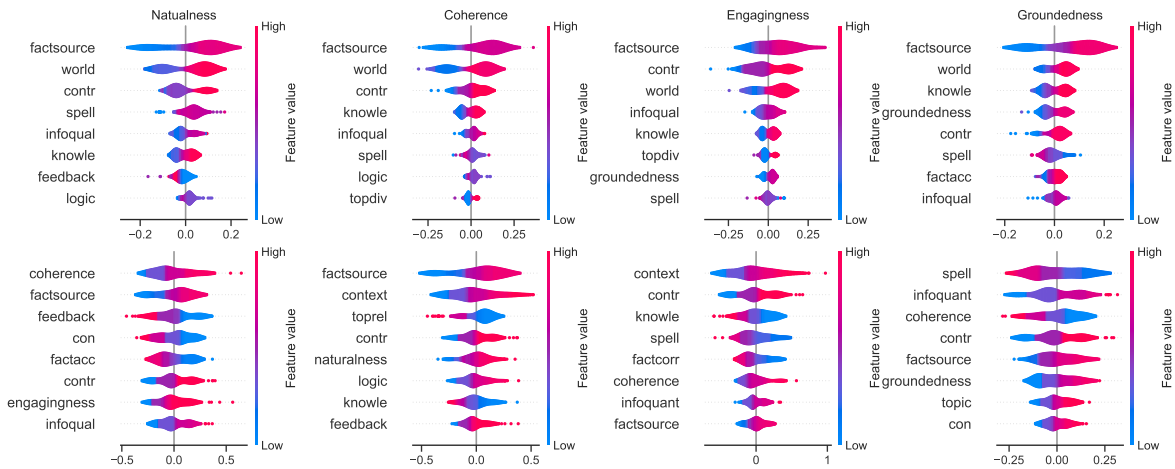 Natualness
High
factsource
world
contr
spell
infoqual
knowle
feedback
logic
Feature value
Low
−0.2 0.0 0.2
Coherence
High
factsource
world
contr
knowle
infoqual
spell
logic
topdiv
Feature value
Low
−0.25 0.00 0.25
Engagingness
High
factsource
contr
world
infoqual
knowle
topdiv
groundedness
spell
Feature value
Low
−0.25 0.00 0.25
Groundedness
High
factsource
world
knowle
groundedness
contr
spell
factacc
infoqual
Feature value
Low
−0.2 0.0 0.2
High
coherence
factsource
feedback
con
factacc
contr
engagingness
infoqual
Feature value
Low
−0.5 0.0 0.5
High
factsource
context
toprel
contr
naturalness
logic
knowle
feedback
Feature value
Low
−0.5 0.0 0.5
High
context
contr
knowle
spell
factcorr
coherence
infoquant
factsource
Feature value
Low
0 1
High
spell
infoquant
coherence
contr
factsource
groundedness
topic
con
Feature value
Low
−0.25 0.00 0.25